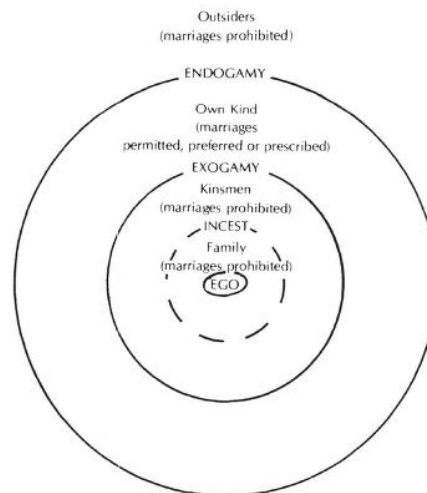 Outsiders
(marriages prohibited)
ENDOGAMY
Own Kind
(marriages
permitted, preferred or prescribed)
EXOGAMY
Kinsmen
(marriages prohibited)
INCEST
Family
(marriages prohibited)
EGO